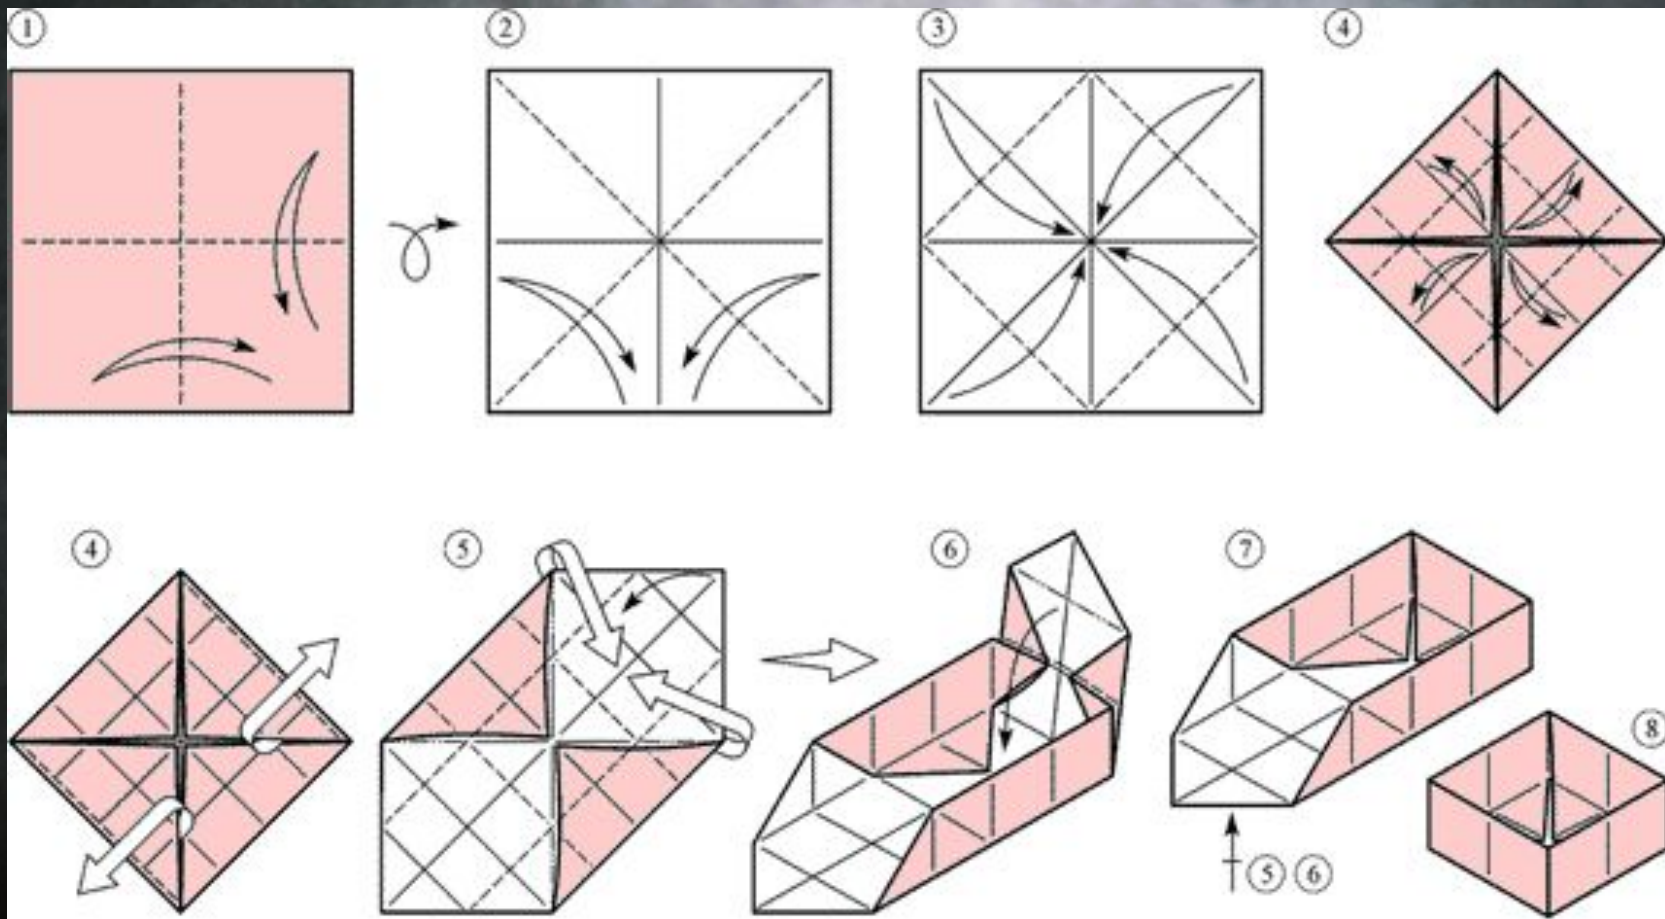 ① ② ③ ④
④ ⑤ ⑥ ⑦
⑧
⑤ ⑥